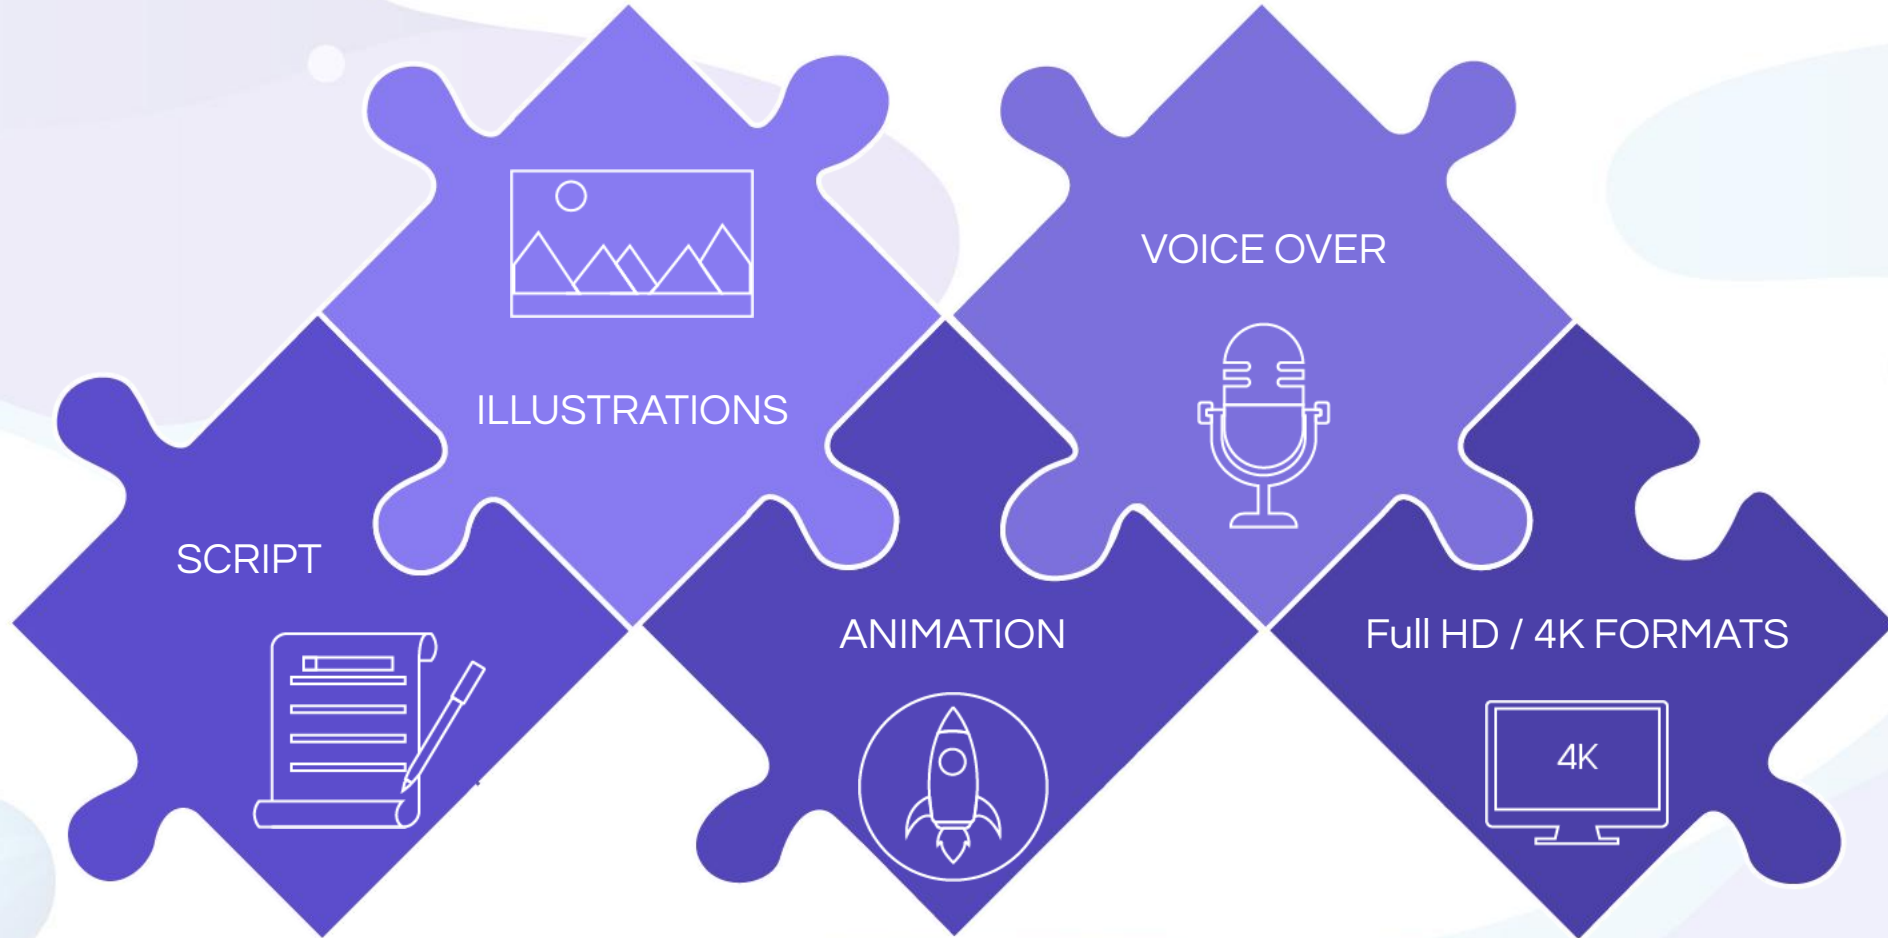 ILLUSTRATIONS
VOICE OVER
SCRIPT
ANIMATION
Full HD / 4K FORMATS
4K